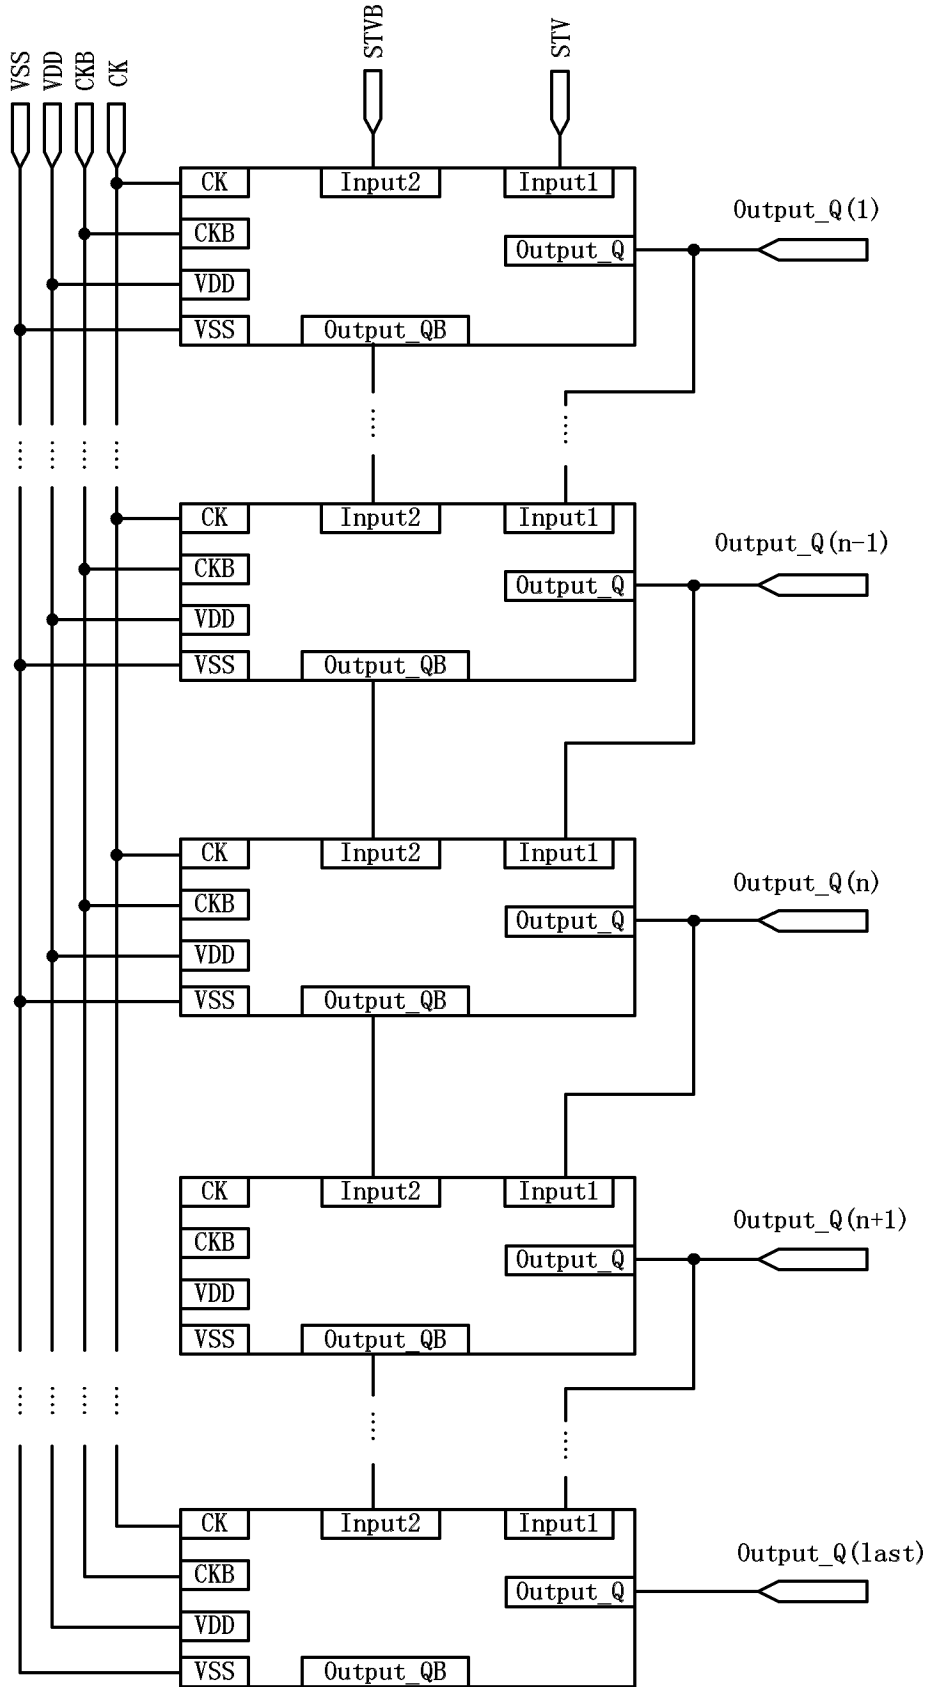 VSS
VDD
CKB
CK
STVB
STV
CK
Input2
Input1
CKB
Output_Q
Output_Q(1)
VDD
VSS
Output_QB
CK
Input2
Input1
CKB
Output_Q
Output_Q(n-1)
VDD
VSS
Output_QB
CK
Input2
Input1
CKB
Output_Q
Output_Q(n)
VDD
VSS
Output_QB
CK
Input2
Input1
CKB
Output_Q
Output_Q(n+1)
VDD
VSS
Output_QB
CK
Input2
Input1
CKB
Output_Q
Output_Q(last)
VDD
VSS
Output_QB